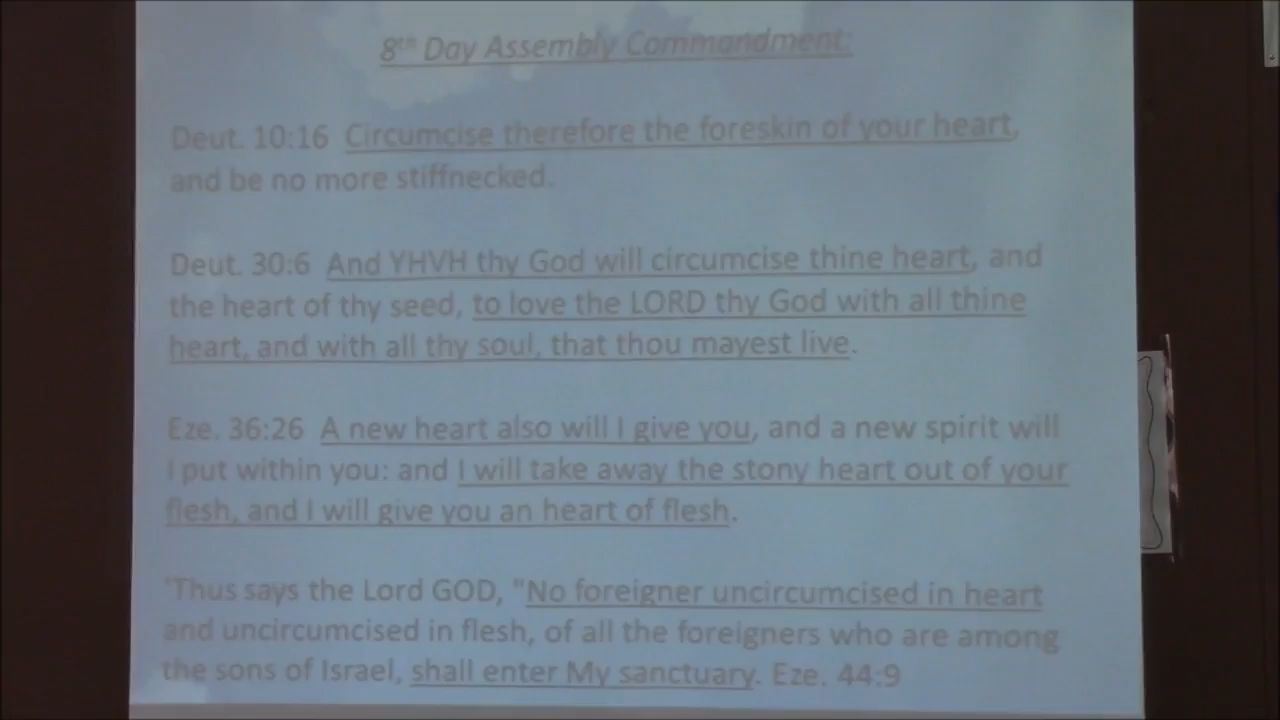 8th Day Assembly Commandment:
Deut. 10:16 Circumcise therefore the foreskin of your heart,
and be no more stiffnecked.
Deut. 30:6 And YHVH thy God will circumcise thine heart, and
the heart of thy seed, to love the LORD thy God with all thine
heart, and with all thy soul, that thou mayest live.
Eze. 36:26 A new heart also will I give you, and a new spirit will
I put within you: and I will take away the stony heart out of your
flesh, and I will give you an heart of flesh.
'Thus says the Lord GOD, "No foreigner uncircumcised in heart
and uncircumcised in flesh, of all the foreigners who are among
the sons of Israel, shall enter My sanctuary. Eze. 44:9